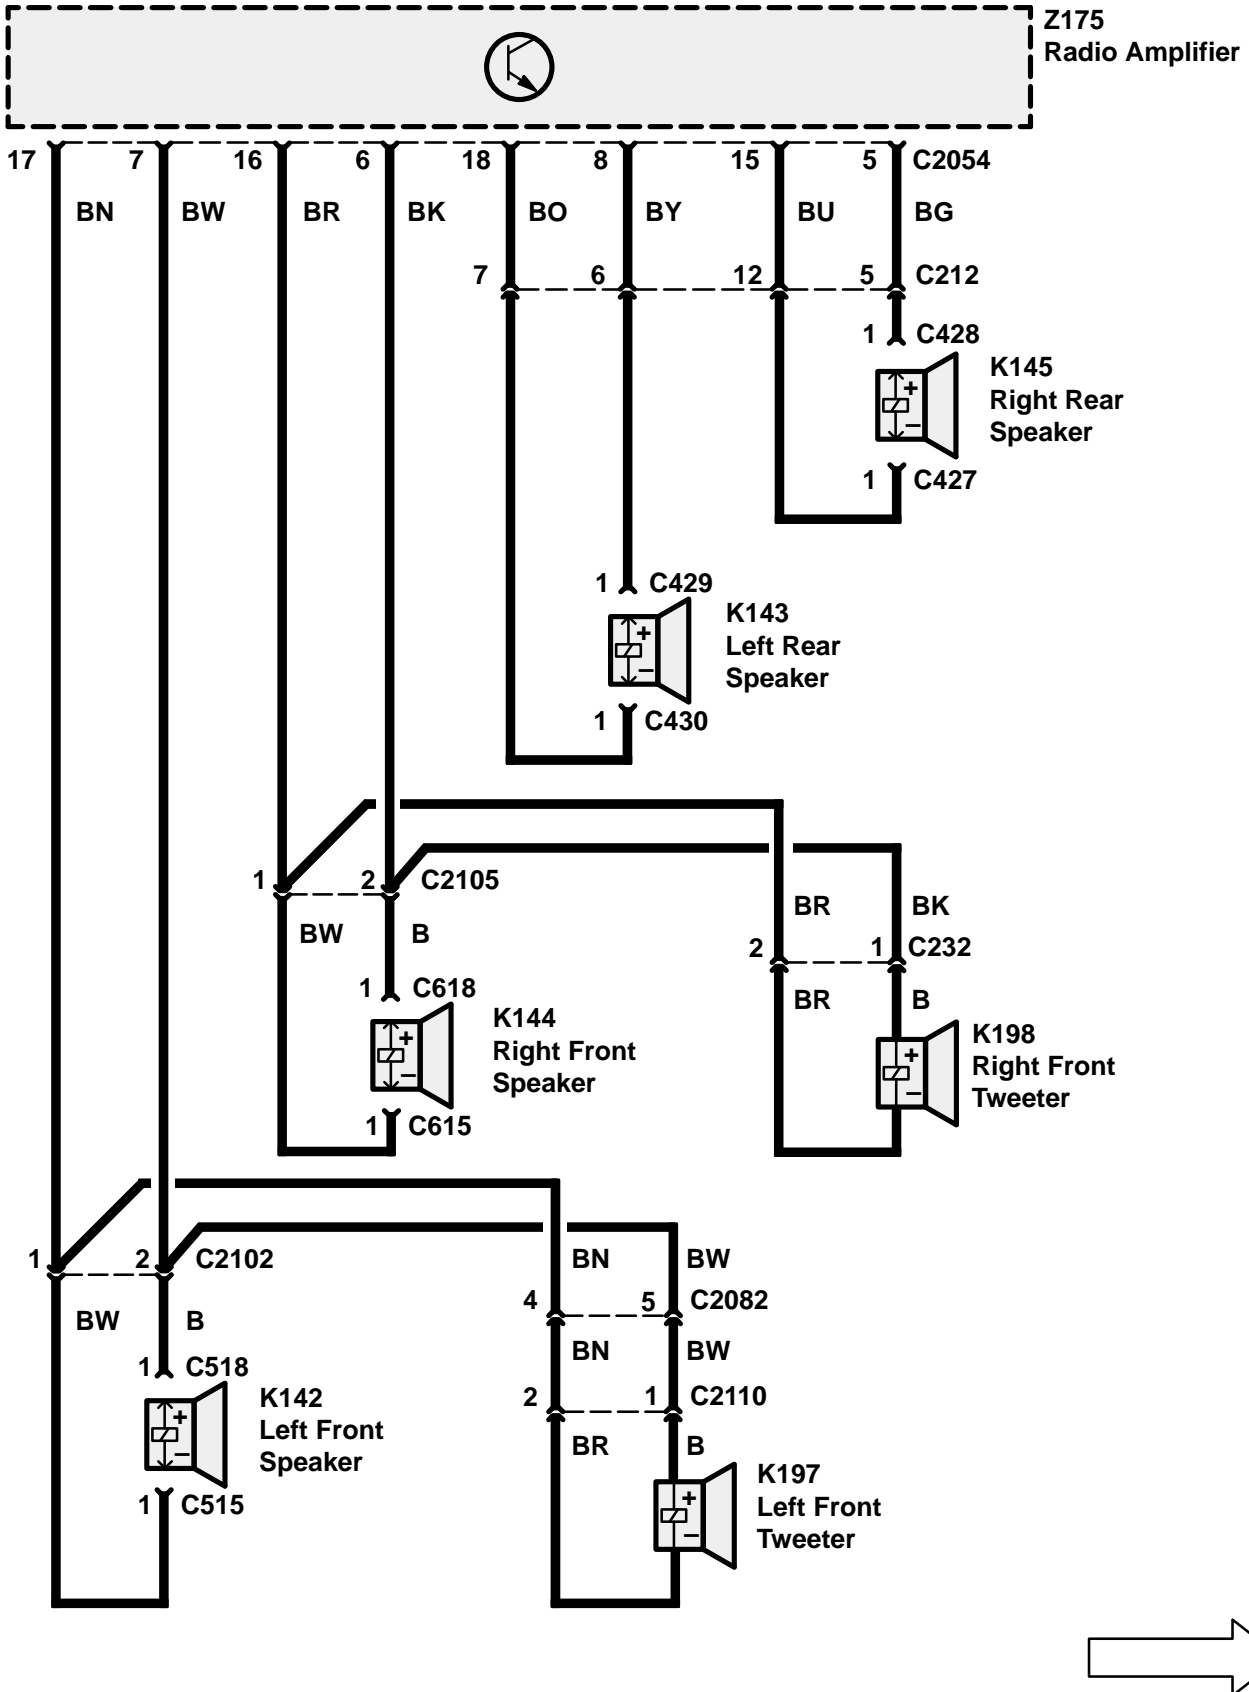 Z175
Radio Amplifier
17 7 16 6 18 8 15 5 C2054
BN BW BR BK BO BY BU BG
7 6 12 5 C212
1 C428
K145
Right Rear
Speaker
+
–
1 C427
1 C429
K143
Left Rear
Speaker
+
–
1 C430
1 2 C2105
BR BK
BW B
2 1 C232
1 C618
BR B
K144
Right Front
Speaker
+
–
K198
Right Front
Tweeter
+
–
1 C615
1 2 C2102
BN BW
4 5 C2082
BW B
BN BW
1 C518
2 1 C2110
K142
Left Front
Speaker
+
–
BR B
K197
Left Front
Tweeter
+
–
1 C515